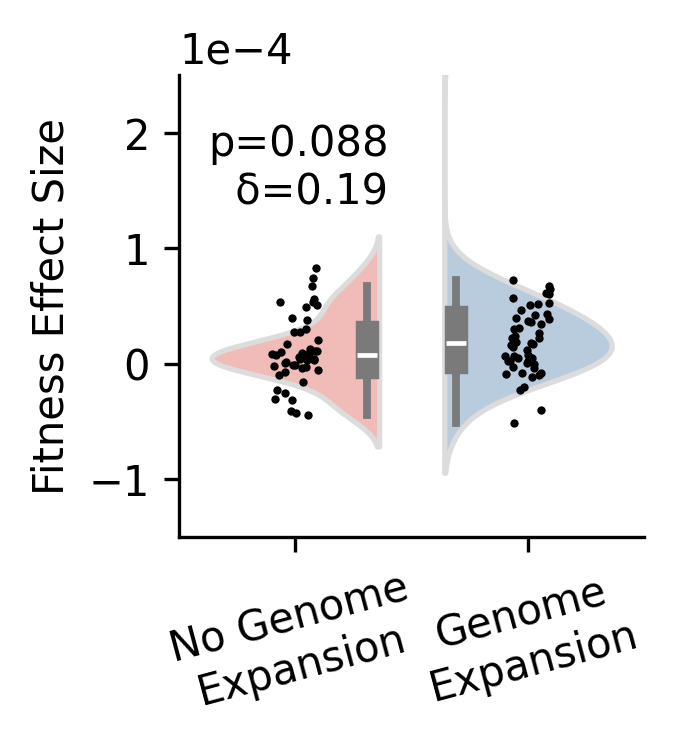 1e−4
2
p=0.088
δ=0.19
1
0
−1
Fitness Effect Size
No Genome
Expansion
Genome
Expansion